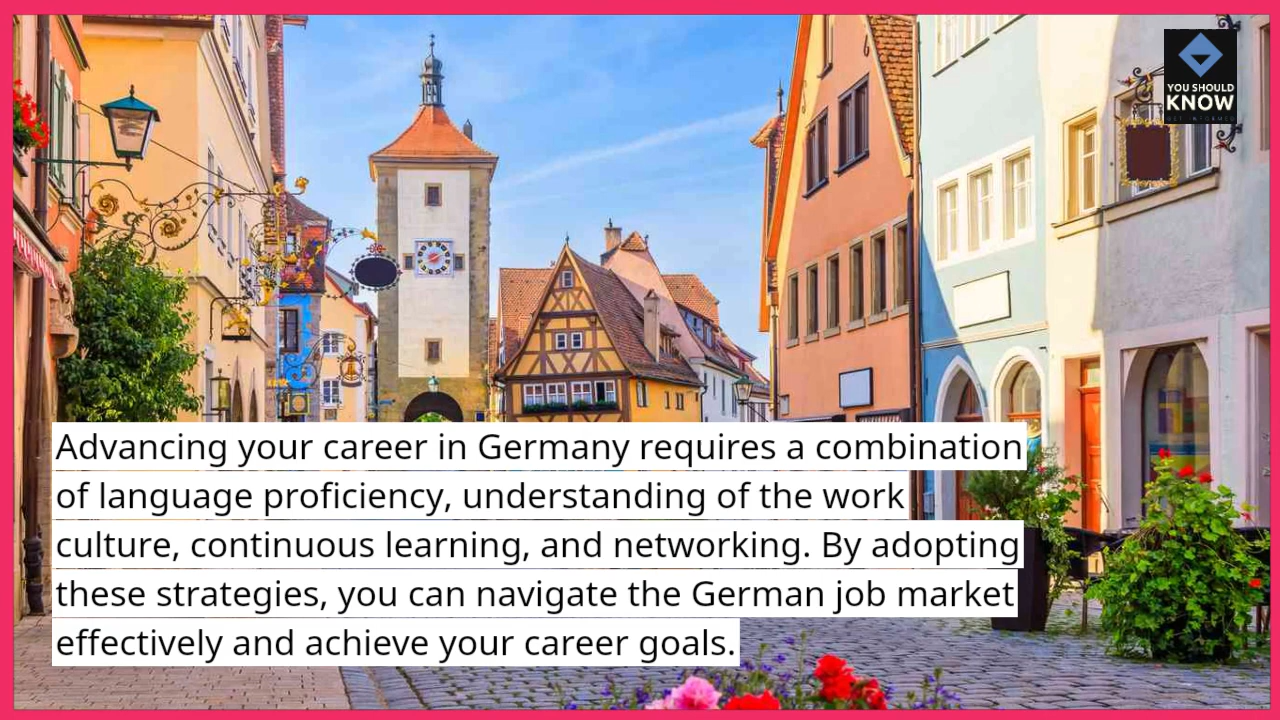 YOU SHOULD
KNOW
GET INFORMED
Advancing your career in Germany requires a combination
of language proficiency, understanding of the work
culture, continuous learning, and networking. By adopting
these strategies, you can navigate the German job market
effectively and achieve your career goals.